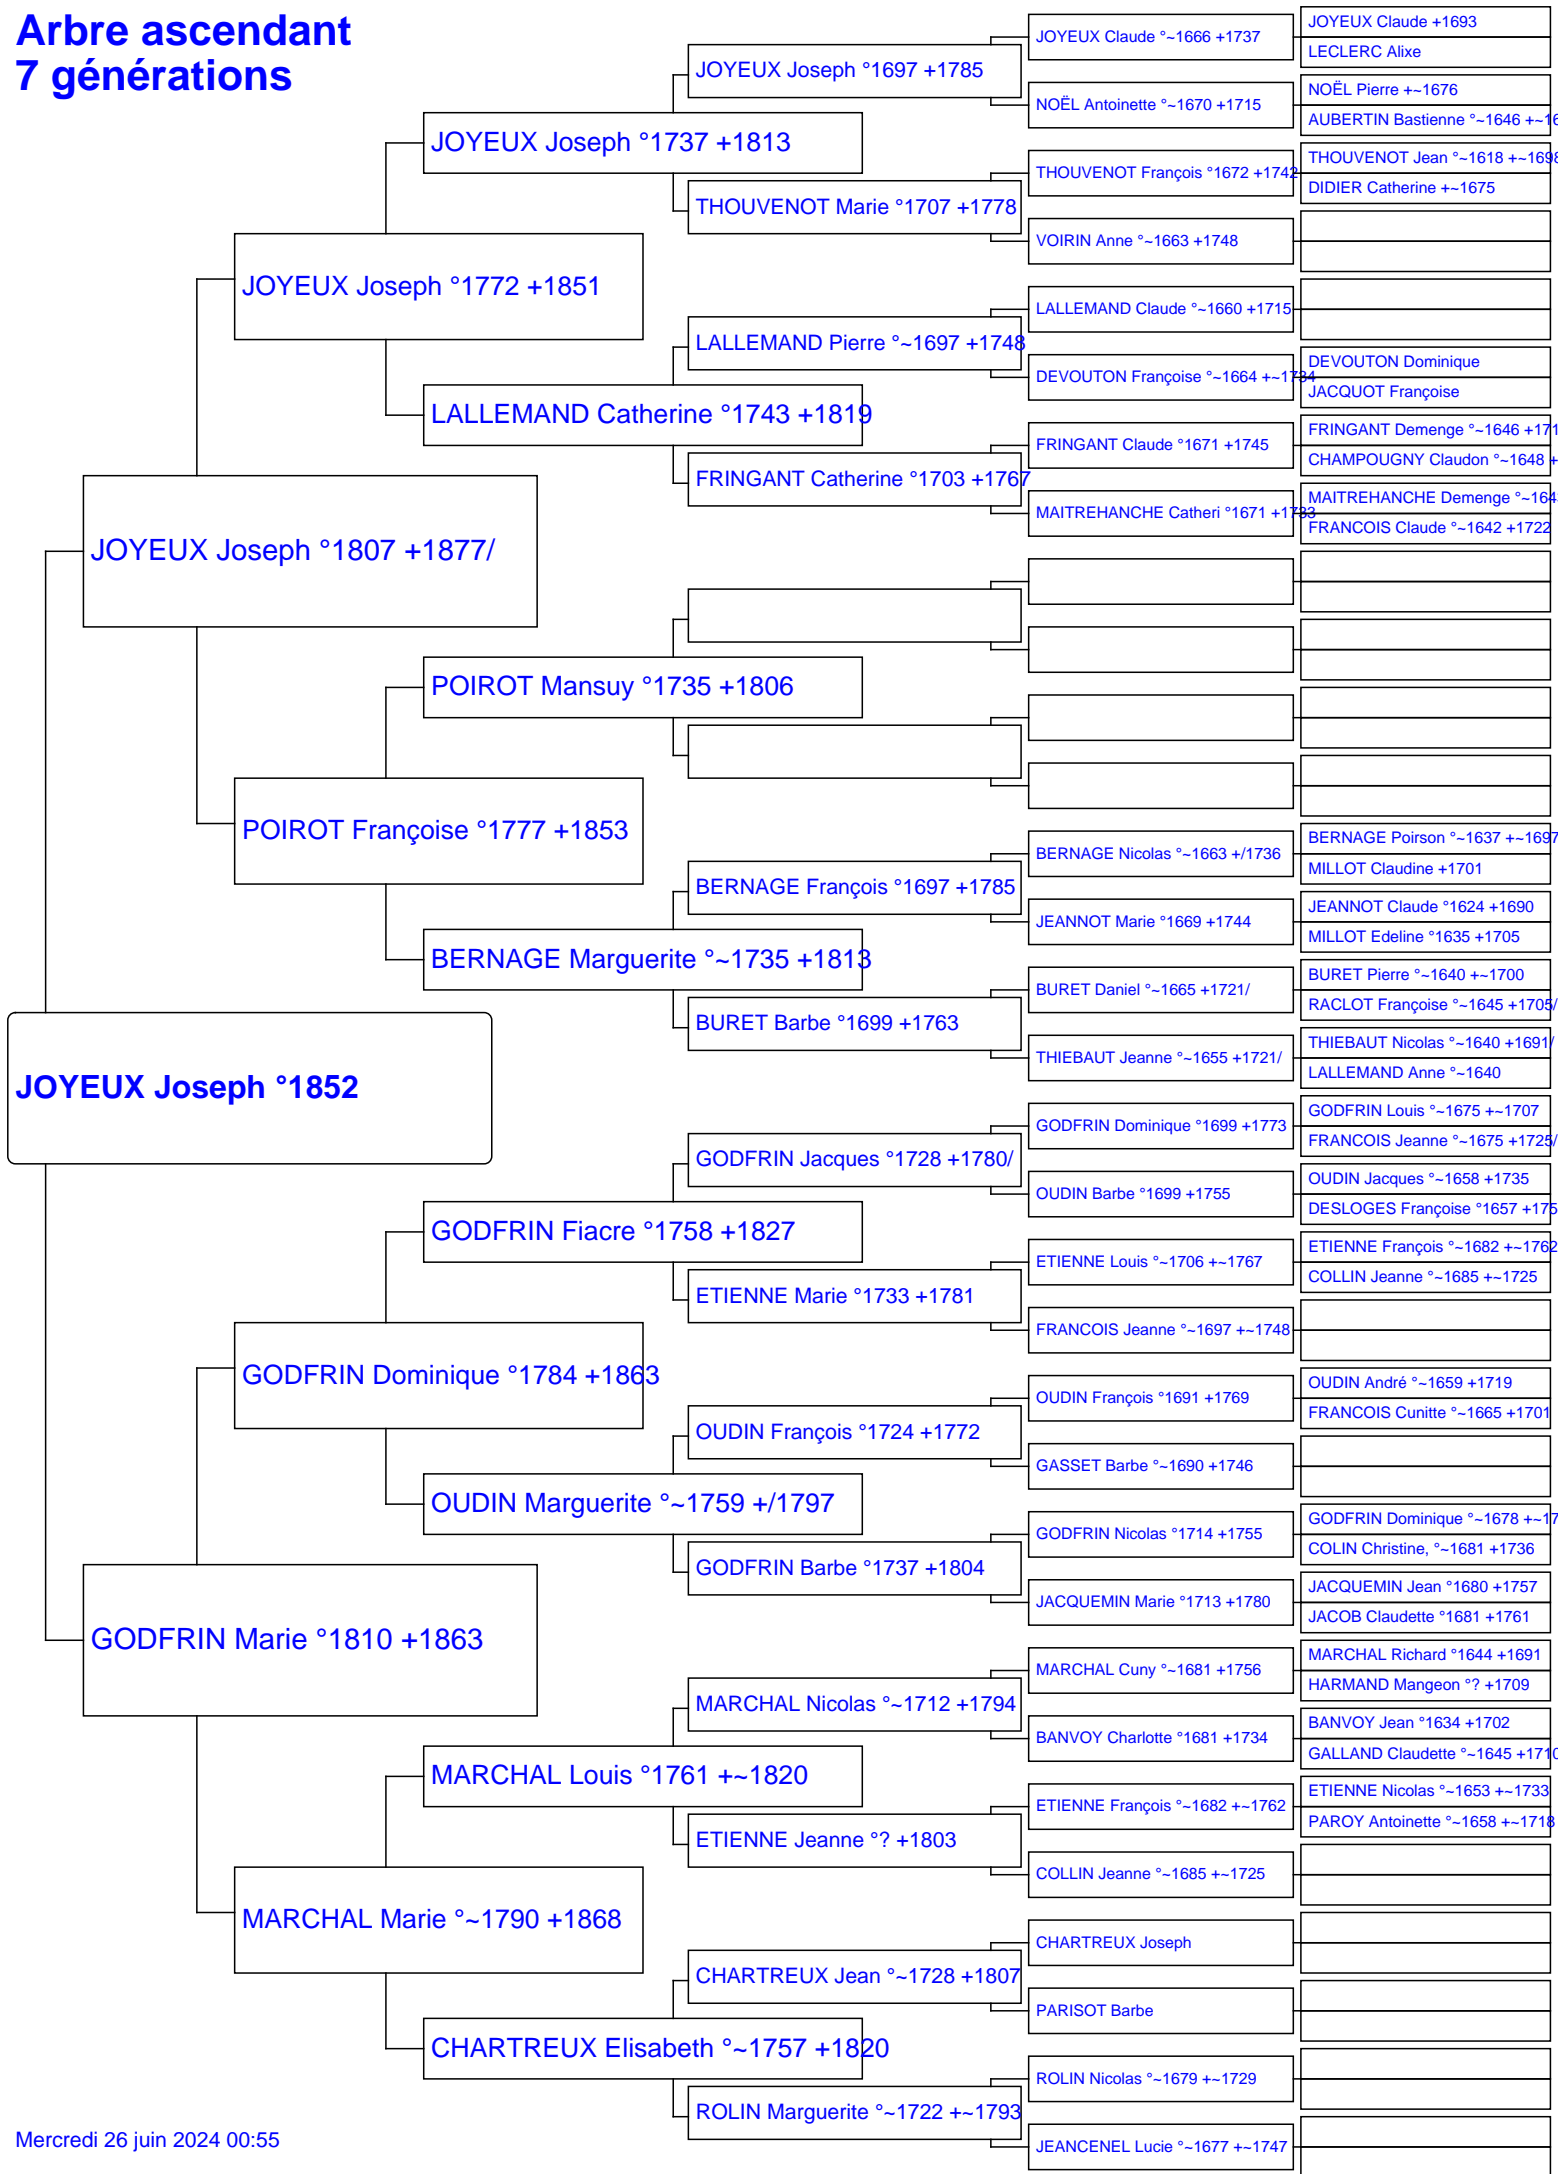 Arbre ascendant
7 générations
JOYEUX Joseph °1852
JOYEUX Joseph °1807 +1877/
GODFRIN Marie °1810 +1863
JOYEUX Joseph °1772 +1851
POIROT Françoise °1777 +1853
GODFRIN Dominique °1784 +1863
MARCHAL Marie °~1790 +1868
JOYEUX Joseph °1737 +1813
LALLEMAND Catherine °1743 +1819
POIROT Mansuy °1735 +1806
BERNAGE Marguerite °~1735 +1813
GODFRIN Fiacre °1758 +1827
OUDIN Marguerite °~1759 +/1797
MARCHAL Louis °1761 +~1820
CHARTREUX Elisabeth °~1757 +1820
JOYEUX Joseph °1697 +1785
THOUVENOT Marie °1707 +1778
LALLEMAND Pierre °~1697 +1748
FRINGANT Catherine °1703 +1767
BERNAGE François °1697 +1785
BURET Barbe °1699 +1763
GODFRIN Jacques °1728 +1780/
ETIENNE Marie °1733 +1781
OUDIN François °1724 +1772
GODFRIN Barbe °1737 +1804
MARCHAL Nicolas °~1712 +1794
ETIENNE Jeanne °? +1803
CHARTREUX Jean °~1728 +1807
ROLIN Marguerite °~1722 +~1793
JOYEUX Claude °~1666 +1737
NOËL Antoinette °~1670 +1715
THOUVENOT François °1672 +1742
VOIRIN Anne °~1663 +1748
LALLEMAND Claude °~1660 +1715
DEVOUTON Françoise °~1664 +~1734
FRINGANT Claude °1671 +1745
MAITREHANCHE Catheri °1671 +1733
BERNAGE Nicolas °~1663 +/1736
JEANNOT Marie °1669 +1744
BURET Daniel °~1665 +1721/
THIEBAUT Jeanne °~1655 +1721/
GODFRIN Dominique °1699 +1773
OUDIN Barbe °1699 +1755
ETIENNE Louis °~1706 +~1767
FRANCOIS Jeanne °~1697 +~1748
OUDIN François °1691 +1769
GASSET Barbe °~1690 +1746
GODFRIN Nicolas °1714 +1755
JACQUEMIN Marie °1713 +1780
MARCHAL Cuny °~1681 +1756
BANVOY Charlotte °1681 +1734
ETIENNE François °~1682 +~1762
COLLIN Jeanne °~1685 +~1725
CHARTREUX Joseph
PARISOT Barbe
ROLIN Nicolas °~1679 +~1729
JEANCENEL Lucie °~1677 +~1747
JOYEUX Claude +1693
LECLERC Alixe
NOËL Pierre +~1676
AUBERTIN Bastienne °~1646 +~16
THOUVENOT Jean °~1618 +~1698
DIDIER Catherine +~1675
DEVOUTON Dominique
JACQUOT Françoise
FRINGANT Demenge °~1646 +171
CHAMPOUGNY Claudon °~1648 +
MAITREHANCHE Demenge °~164
FRANCOIS Claude °~1642 +1722
BERNAGE Poirson °~1637 +~1697
MILLOT Claudine +1701
JEANNOT Claude °1624 +1690
MILLOT Edeline °1635 +1705
BURET Pierre °~1640 +~1700
RACLOT Françoise °~1645 +1705/
THIEBAUT Nicolas °~1640 +1691/
LALLEMAND Anne °~1640
GODFRIN Louis °~1675 +~1707
FRANCOIS Jeanne °~1675 +1725/
OUDIN Jacques °~1658 +1735
DESLOGES Françoise °1657 +175
ETIENNE François °~1682 +~1762
COLLIN Jeanne °~1685 +~1725
OUDIN André °~1659 +1719
FRANCOIS Cunitte °~1665 +1701
GODFRIN Dominique °~1678 +~17
COLIN Christine, °~1681 +1736
JACQUEMIN Jean °1680 +1757
JACOB Claudette °1681 +1761
MARCHAL Richard °1644 +1691
HARMAND Mangeon °? +1709
BANVOY Jean °1634 +1702
GALLAND Claudette °~1645 +1710
ETIENNE Nicolas °~1653 +~1733
PAROY Antoinette °~1658 +~1718
Mercredi 26 juin 2024 00:55